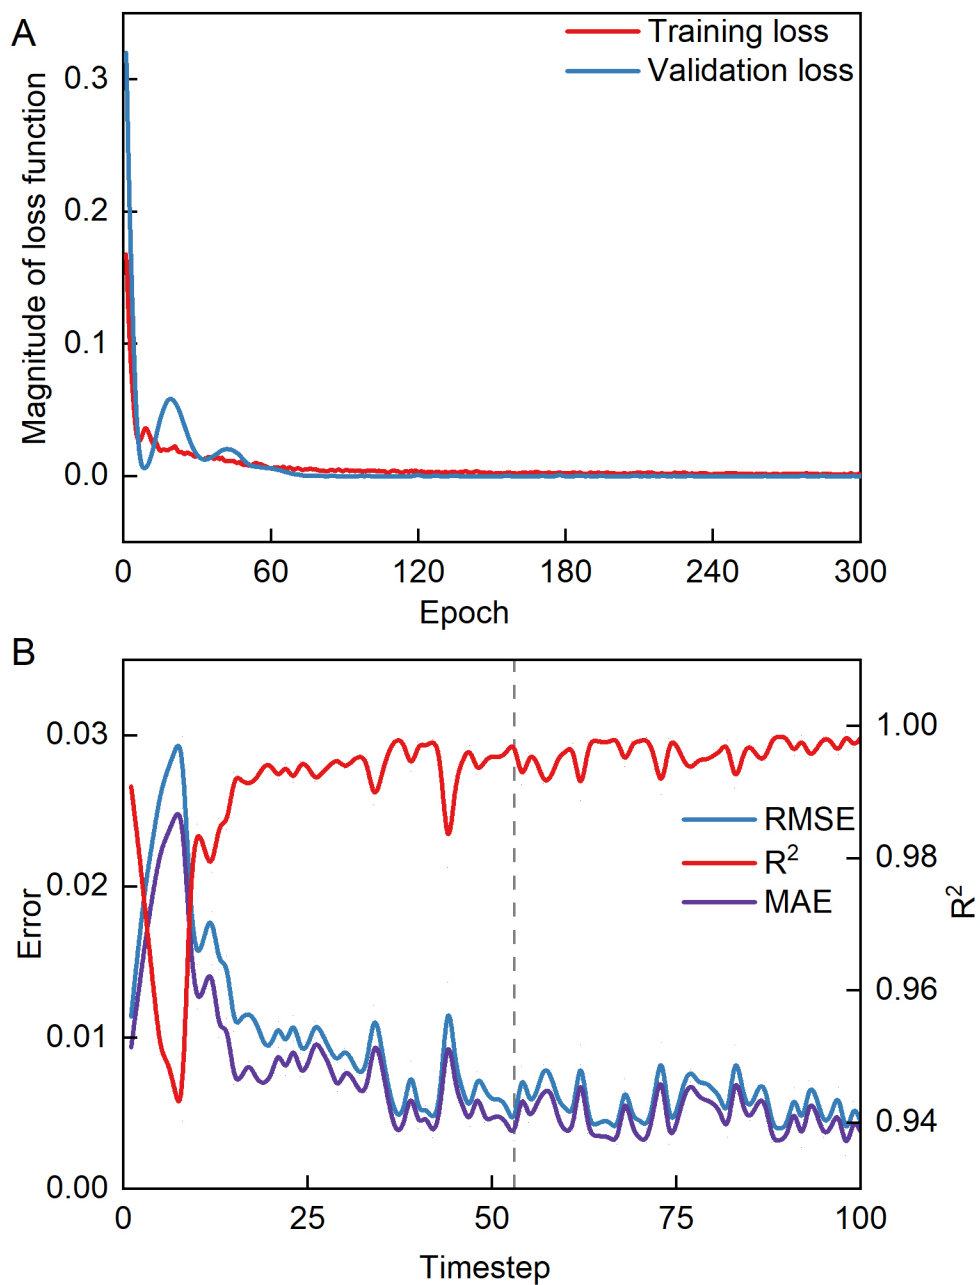 A
Training loss
Validation loss
Magnitude of loss function
0.3
0.2
0.1
0.0
0 60 120 180 240 300
Epoch
B
0.03
0.02
0.01
0.00
Error
1.00
0.98
0.96
0.94
R²
RMSE
R²
MAE
0 25 50 75 100
Timestep